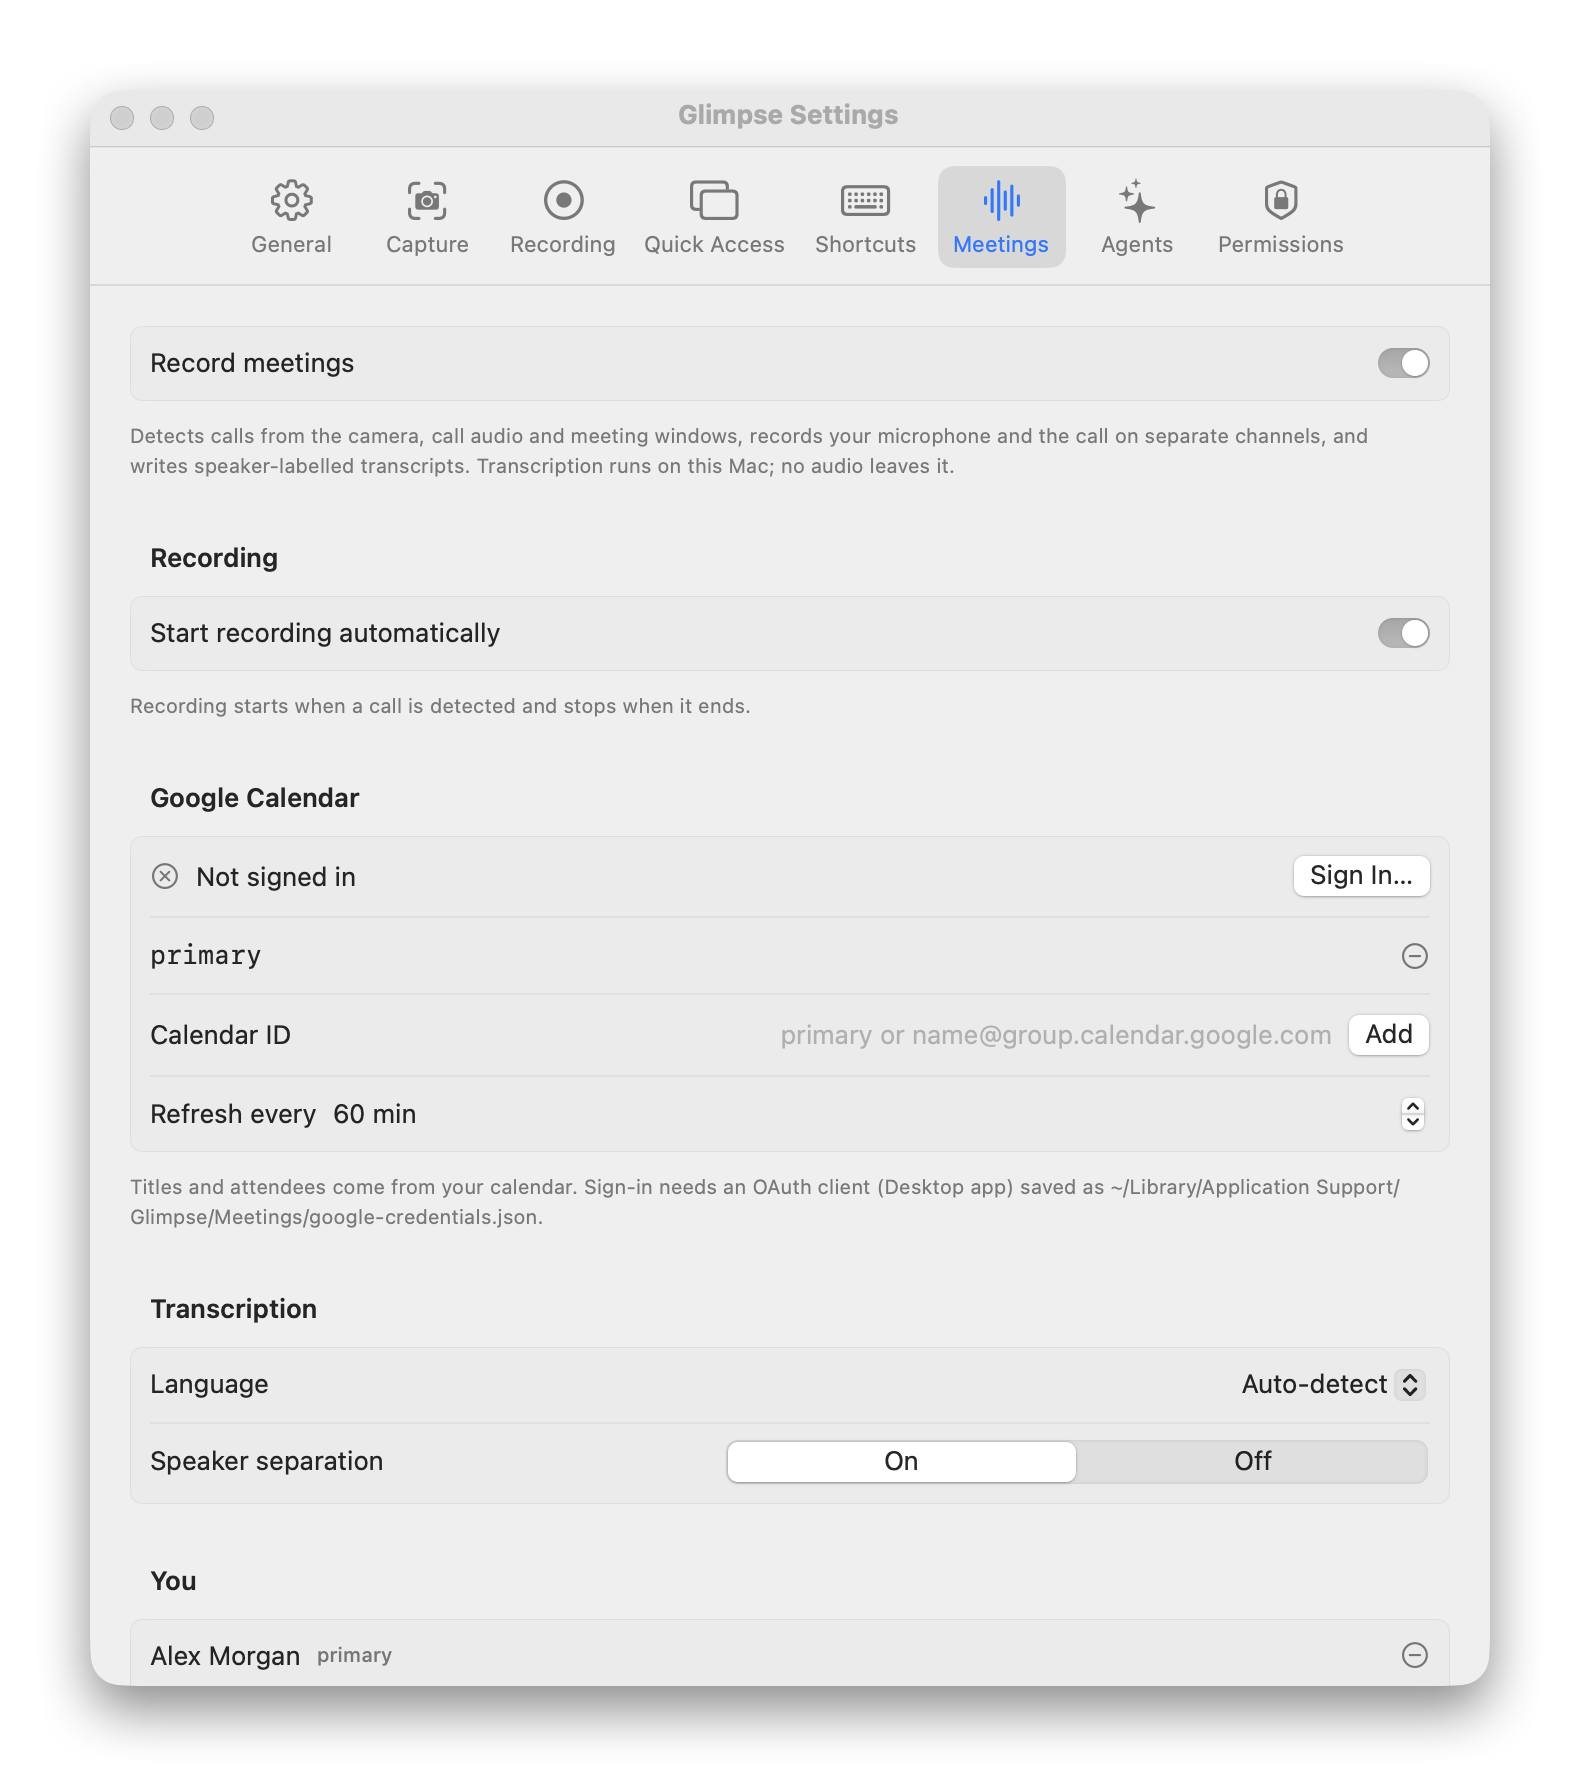 Glimpse Settings
General
Capture
Recording
Quick Access
Shortcuts
Meetings
Agents
Permissions
Record meetings
Detects calls from the camera, call audio and meeting windows, records your microphone and the call on separate channels, and
writes speaker-labelled transcripts. Transcription runs on this Mac; no audio leaves it.
Recording
Start recording automatically
Recording starts when a call is detected and stops when it ends.
Google Calendar
Not signed in
Sign In...
primary
Calendar ID
primary or name@group.calendar.google.com
Add
Refresh every 60 min
Titles and attendees come from your calendar. Sign-in needs an OAuth client (Desktop app) saved as ~/Library/Application Support/
Glimpse/Meetings/google-credentials.json.
Transcription
Language
Auto-detect
Speaker separation
On
Off
You
Alex Morgan primary